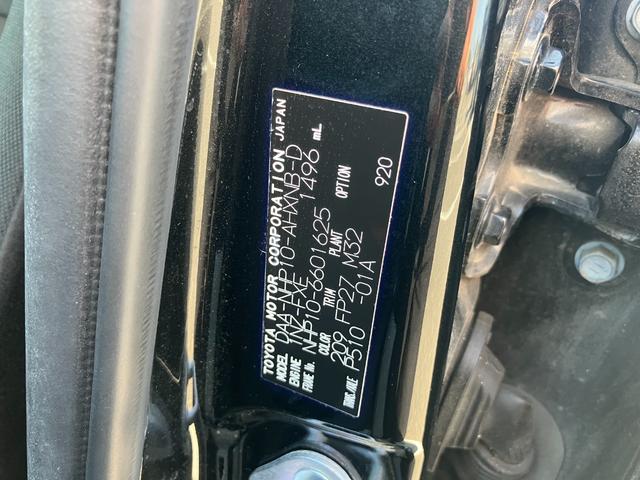 TOYOTA MOTOR CORPORATION JAPAN
MODEL DAA-NHP10-AHXNB-D
ENGINE 1NZ-FXE 1496 mL
FRAME No. NHP10-6601625
COLOR TRIM PLANT OPTION
209 FP27 M32
TRANS./AXLE P510 -01A 920